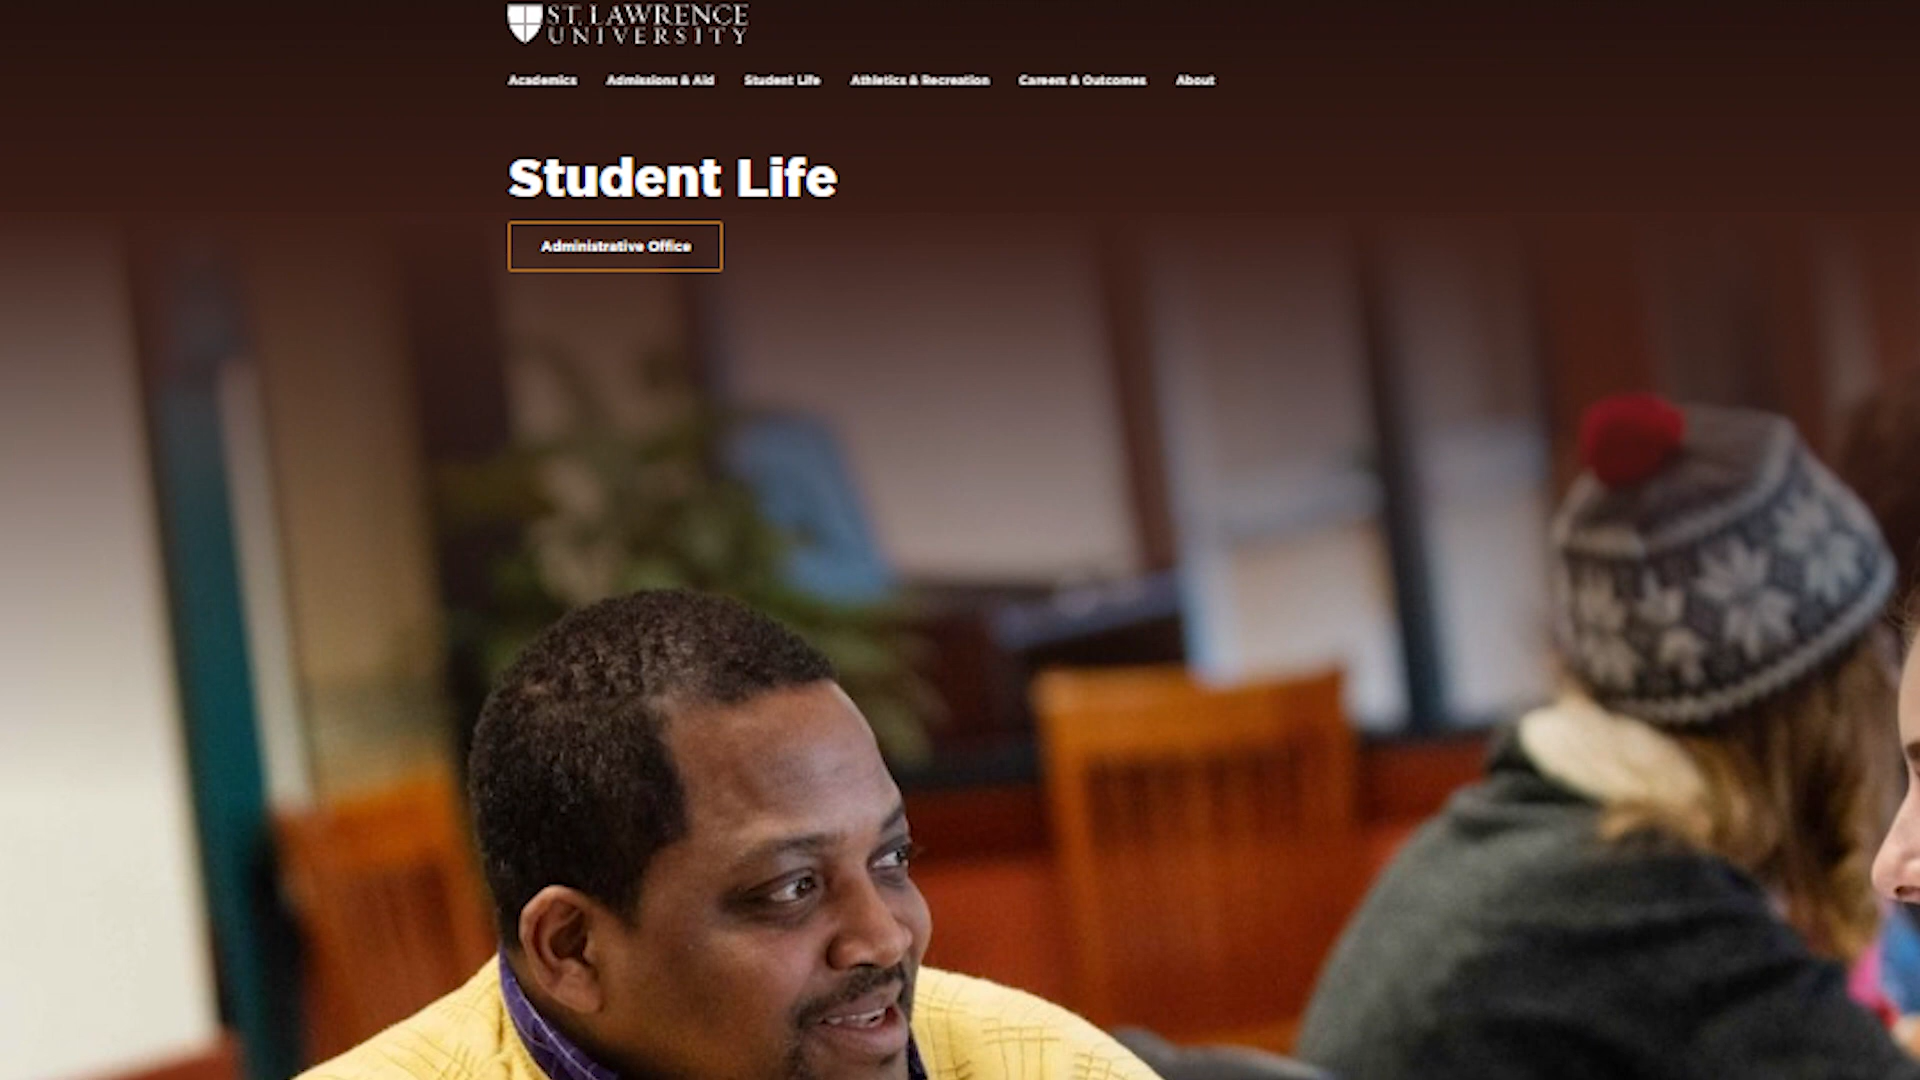 ST. LAWRENCE
UNIVERSITY
Academics Admissions & Aid Student Life Athletics & Recreation Careers & Outcomes About
Student Life
Administrative Office